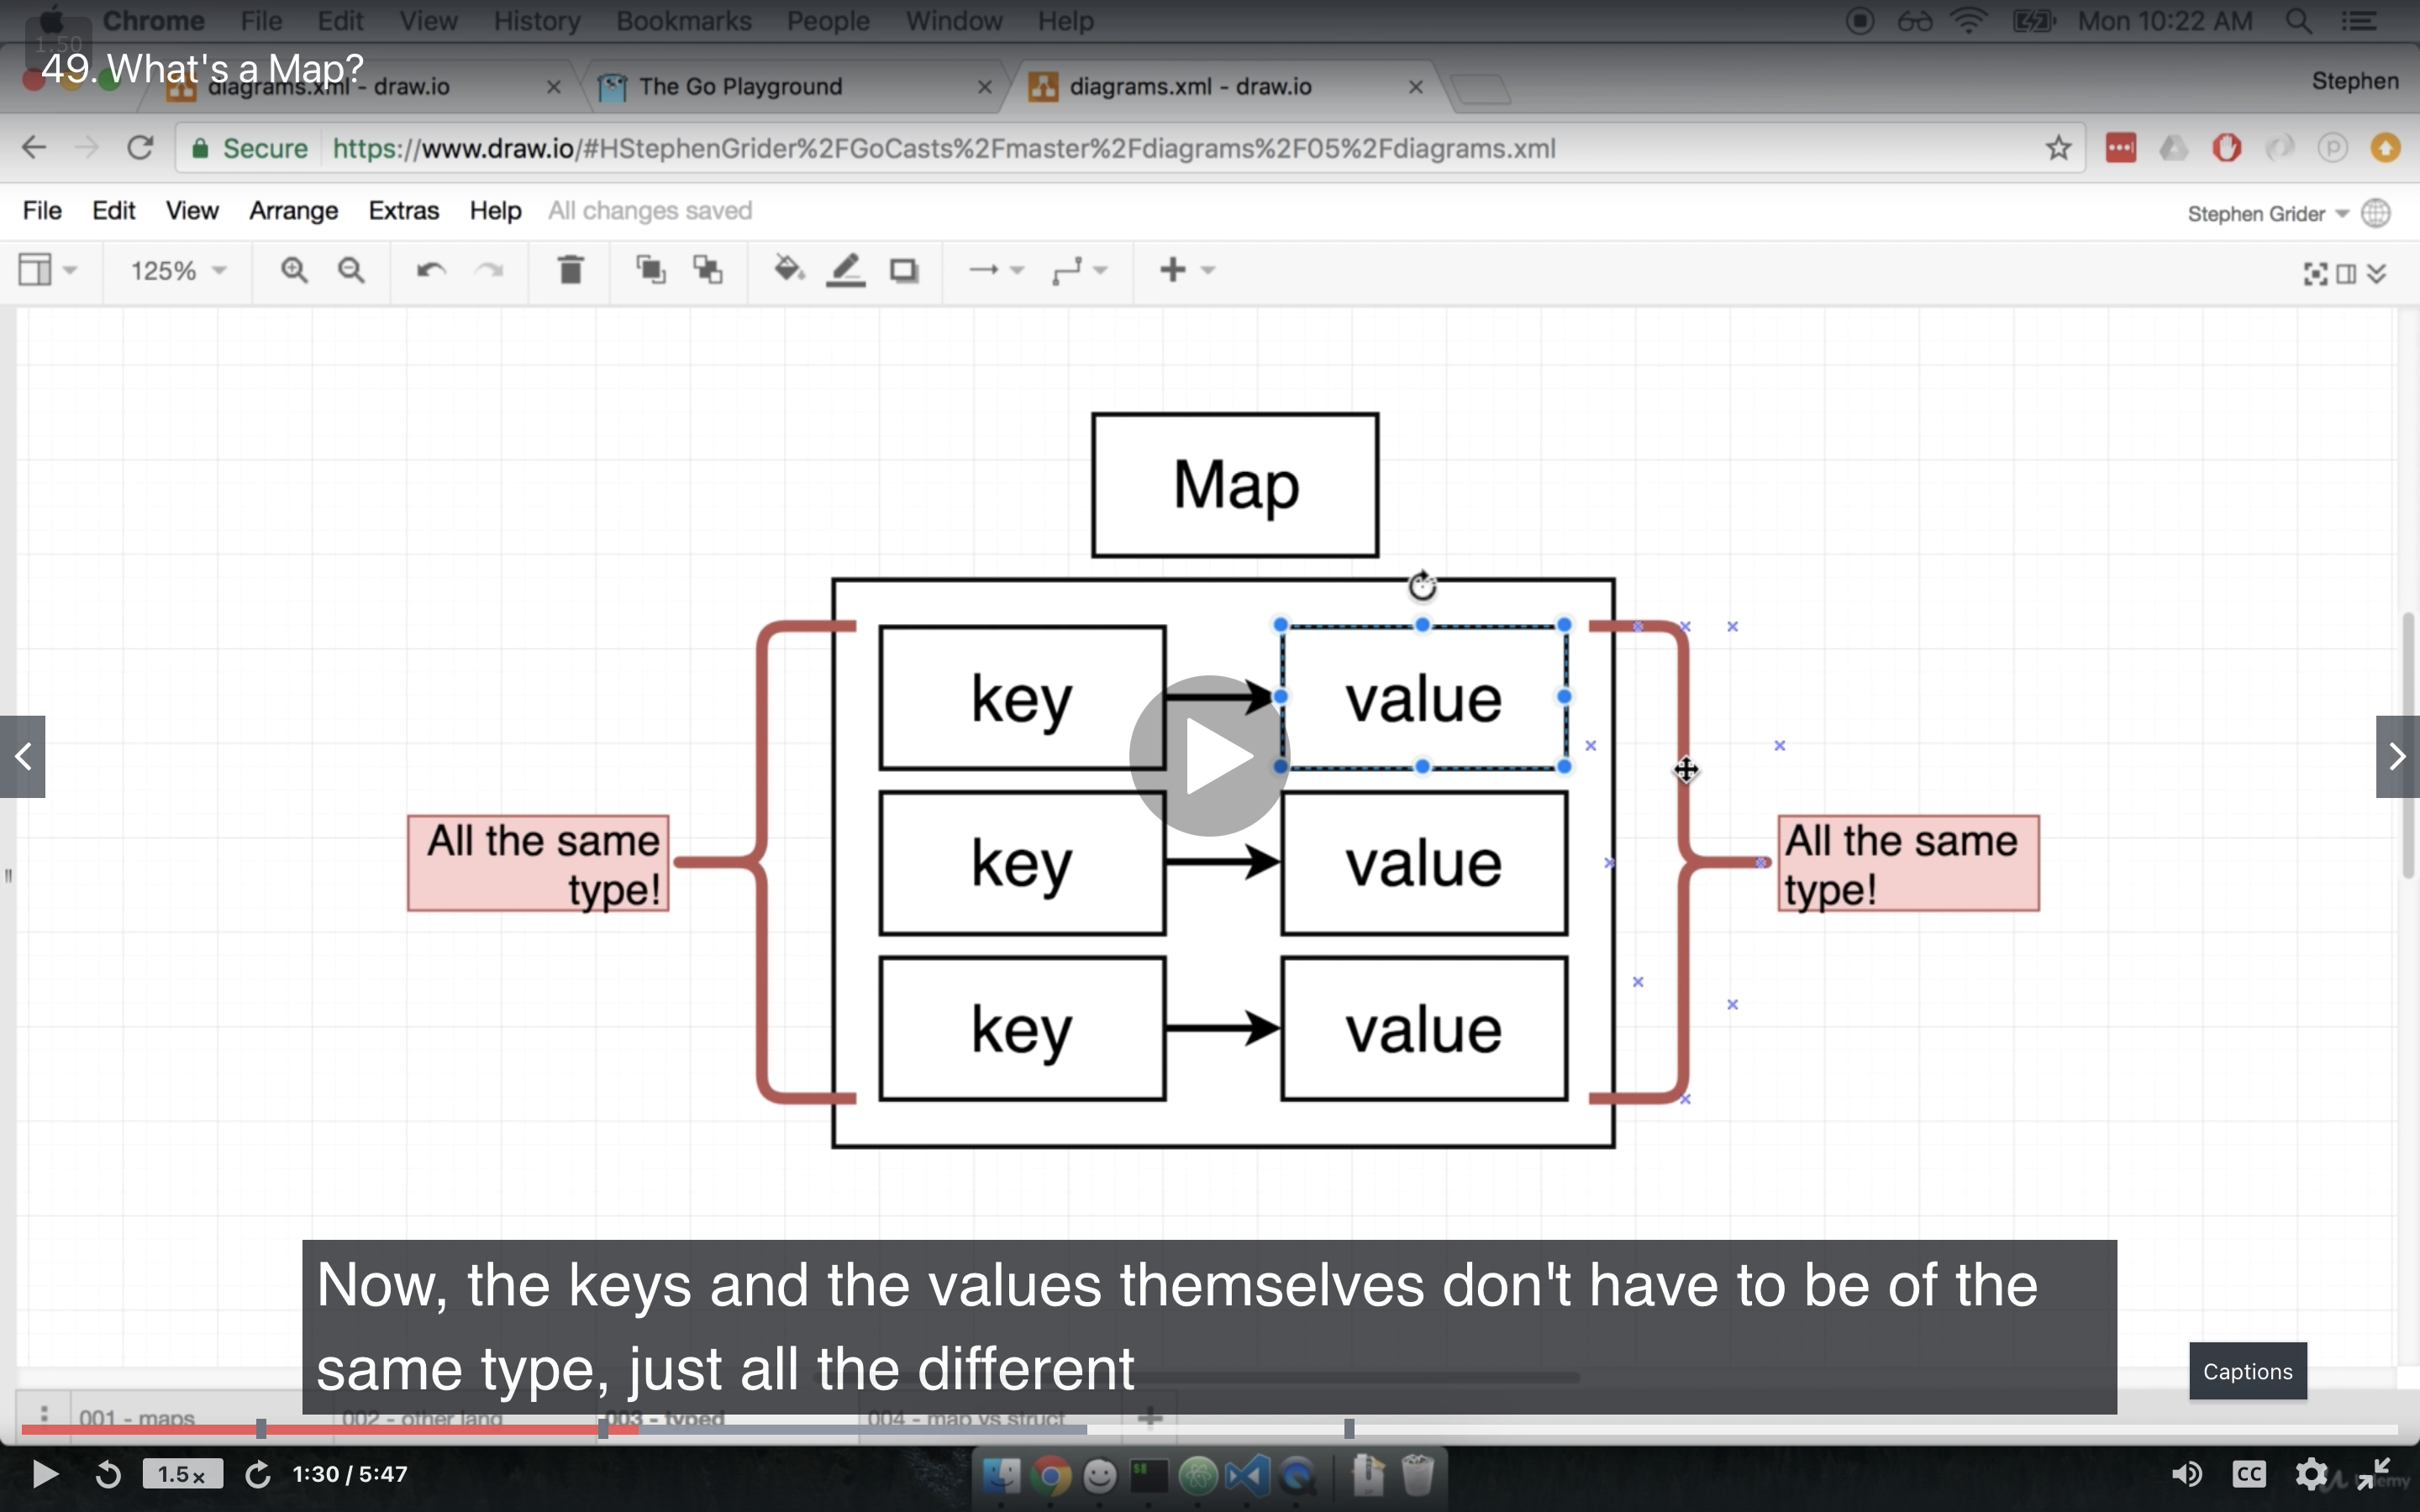 Chrome File Edit View History Bookmarks People Window Help Mon 10:22 AM
1.50
49. What's a Map?
diagrams.xml - draw.io
The Go Playground
diagrams.xml - draw.io
Stephen
Secure https://www.draw.io/#HStephenGrider%2FGoCasts%2Fmaster%2Fdiagrams%2F05%2Fdiagrams.xml
File Edit View Arrange Extras Help All changes saved
Stephen Grider
125%
Map
key value
key value
key value
All the same
type!
All the same
type!
Now, the keys and the values themselves don't have to be of the
same type, just all the different
Captions
001 - maps
002 - other lang
003 - typed
004 - map vs struct
1.5x
1:30 / 5:47
CC